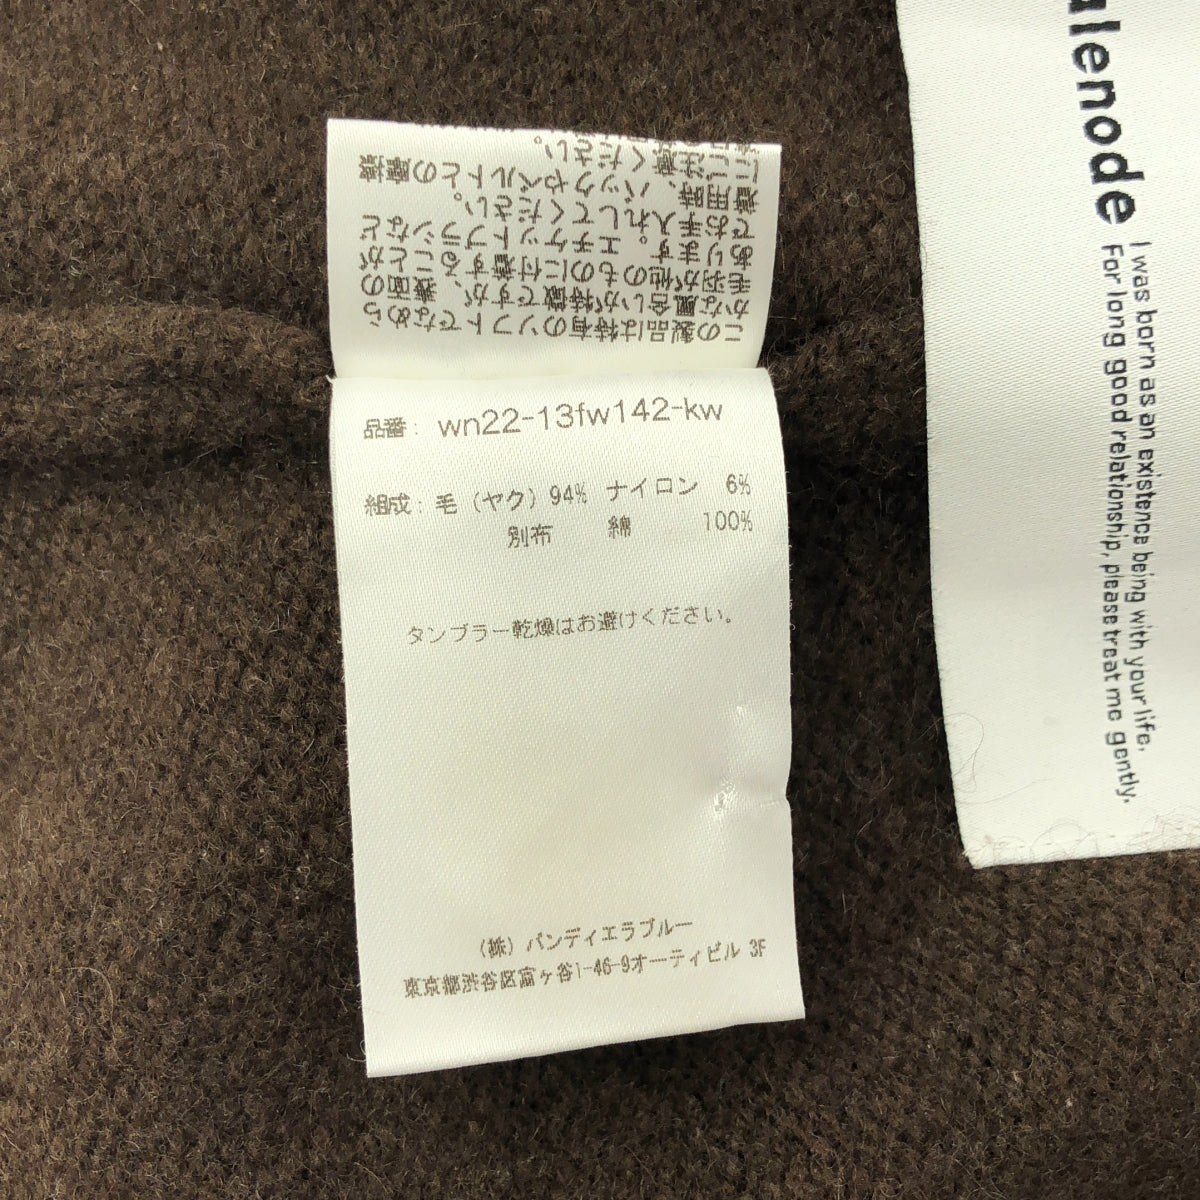 この製品は特有のソフトでなめら
かな風合いが特徴ですが、表面の
毛羽が他のものに付着することが
あります。エチケットブラシなど
でお手入れしてください。
着用時、バックやベルトとの摩擦
にご注意ください。
品番: wn22-13fw142-kw
組成: 毛 (ヤク) 94% ナイロン 6%
別布 綿 100%
タンブラー乾燥はお避けください。
(株) バンディエラブルー
東京都渋谷区富ヶ谷1-46-9オーティビル 3F
alenode
I was born as an existence being with your life,
For long good relationship, please treat me gently.